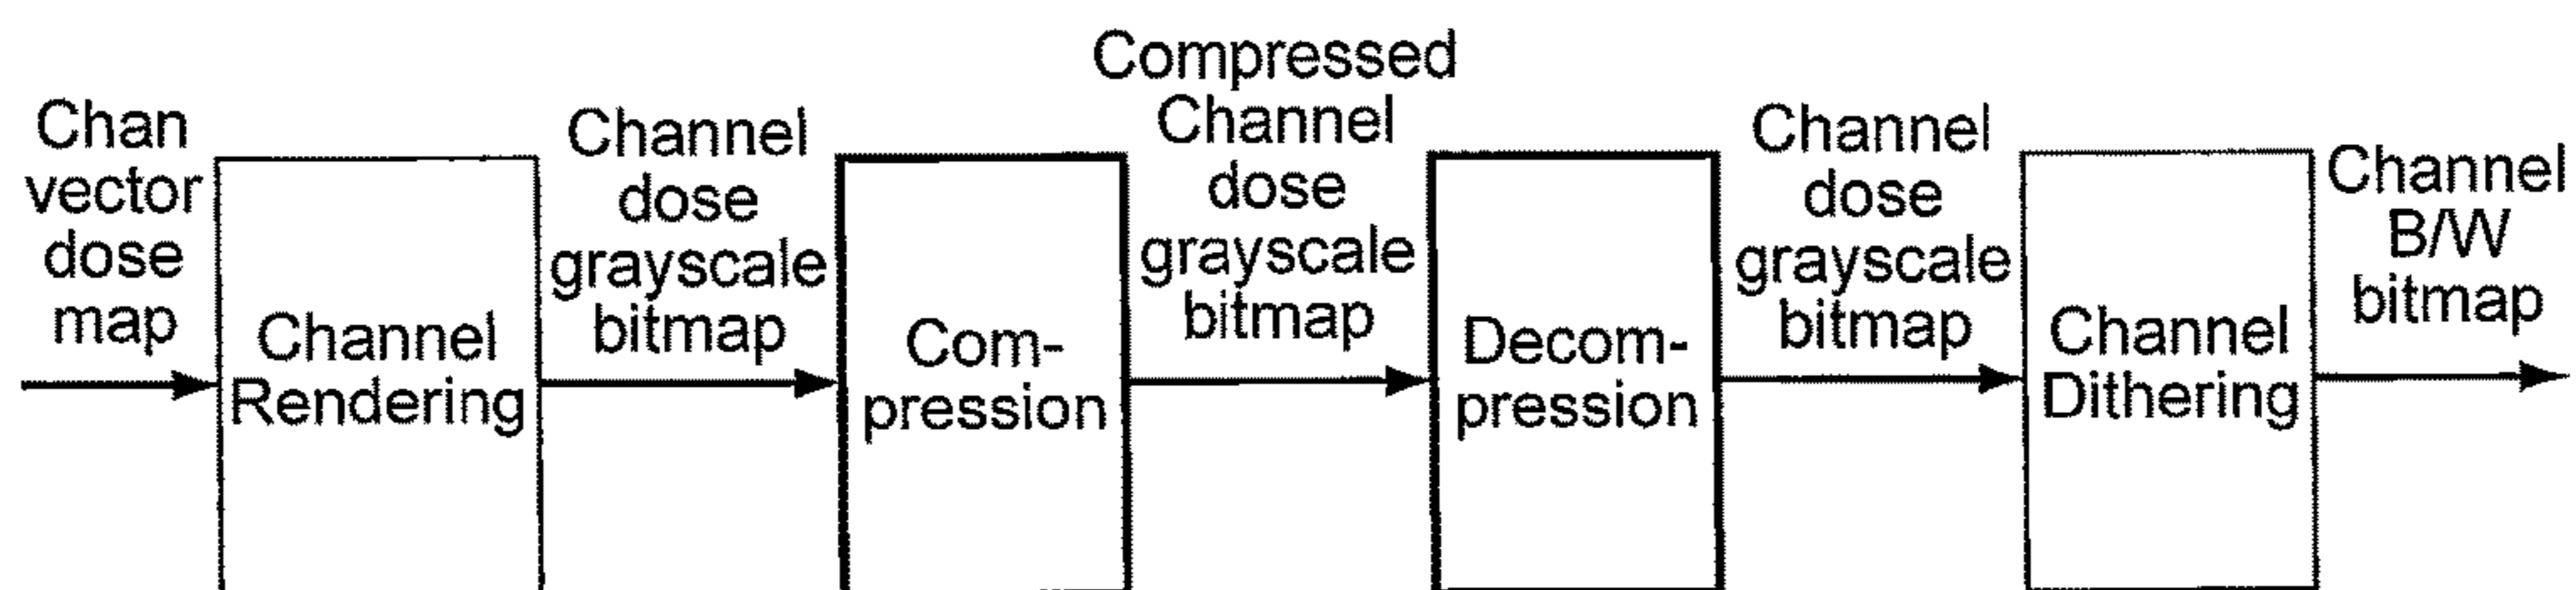 Chan
vector
dose
map
Channel
Rendering
Channel
dose
grayscale
bitmap
Com-
pression
Compressed
Channel
dose
grayscale
bitmap
Decom-
pression
Channel
dose
grayscale
bitmap
Channel
Dithering
Channel
B/W
bitmap